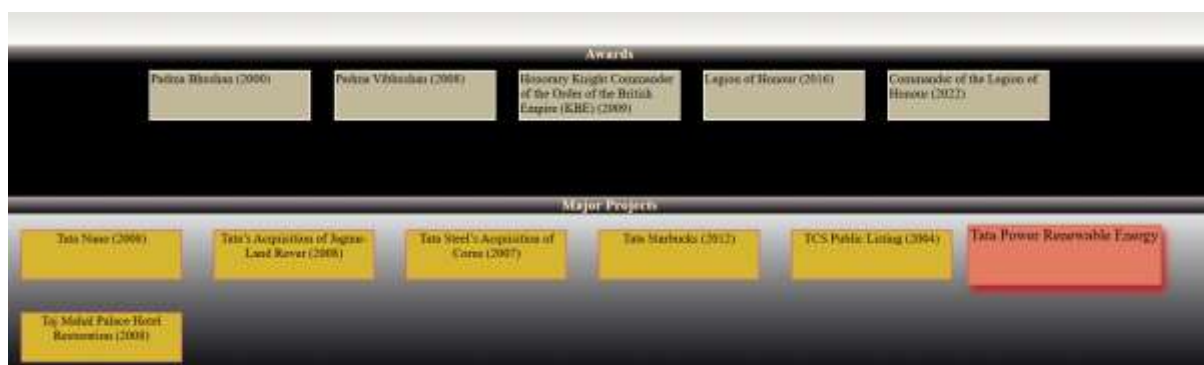 Awards
Padma Bhushan (2000)
Padma Vibhushan (2008)
Honorary Knight Commander
of the Order of the British
Empire (KBE) (2009)
Legion of Honour (2016)
Commander of the Legion of
Honour (2022)
Major Projects
Tata Nano (2008)
Tata's Acquisition of Jaguar-
Land Rover (2008)
Tata Steel's Acquisition of
Corus (2007)
Tata Starbucks (2012)
TCS Public Listing (2004)
Tata Power Renewable Energy
Taj Mahal Palace Hotel
Restoration (2008)